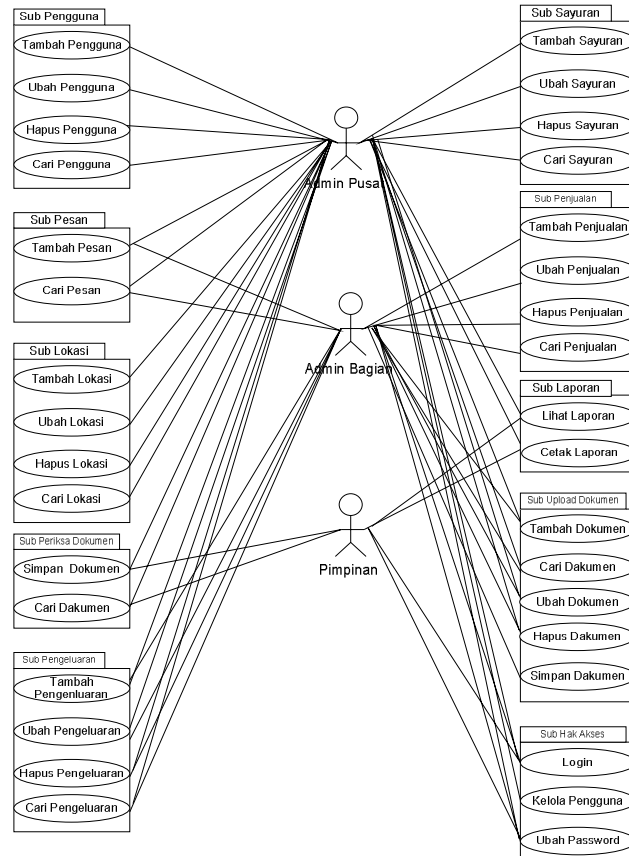 Sub Pengguna
Tambah Pengguna
Ubah Pengguna
Hapus Pengguna
Cari Pengguna
Sub Pesan
Tambah Pesan
Cari Pesan
Sub Lokasi
Tambah Lokasi
Ubah Lokasi
Hapus Lokasi
Cari Lokasi
Sub Periksa Dokumen
Simpan Dokumen
Cari Dakumen
Sub Pengeluaran
Tambah
Pengenluaran
Ubah Pengeluaran
Hapus Pengeluaran
Cari Pengeluaran
Admin Pusat
Admin Bagian
Pimpinan
Sub Sayuran
Tambah Sayuran
Ubah Sayuran
Hapus Sayuran
Cari Sayuran
Sub Penjualan
Tambah Penjualan
Ubah Penjualan
Hapus Penjualan
Cari Penjualan
Sub Laporan
Lihat Laporan
Cetak Laporan
Sub Upload Dokumen
Tambah Dokumen
Cari Dakumen
Ubah Dokumen
Hapus Dakumen
Simpan Dakumen
Sub Hak Akses
Login
Kelola Pengguna
Ubah Password